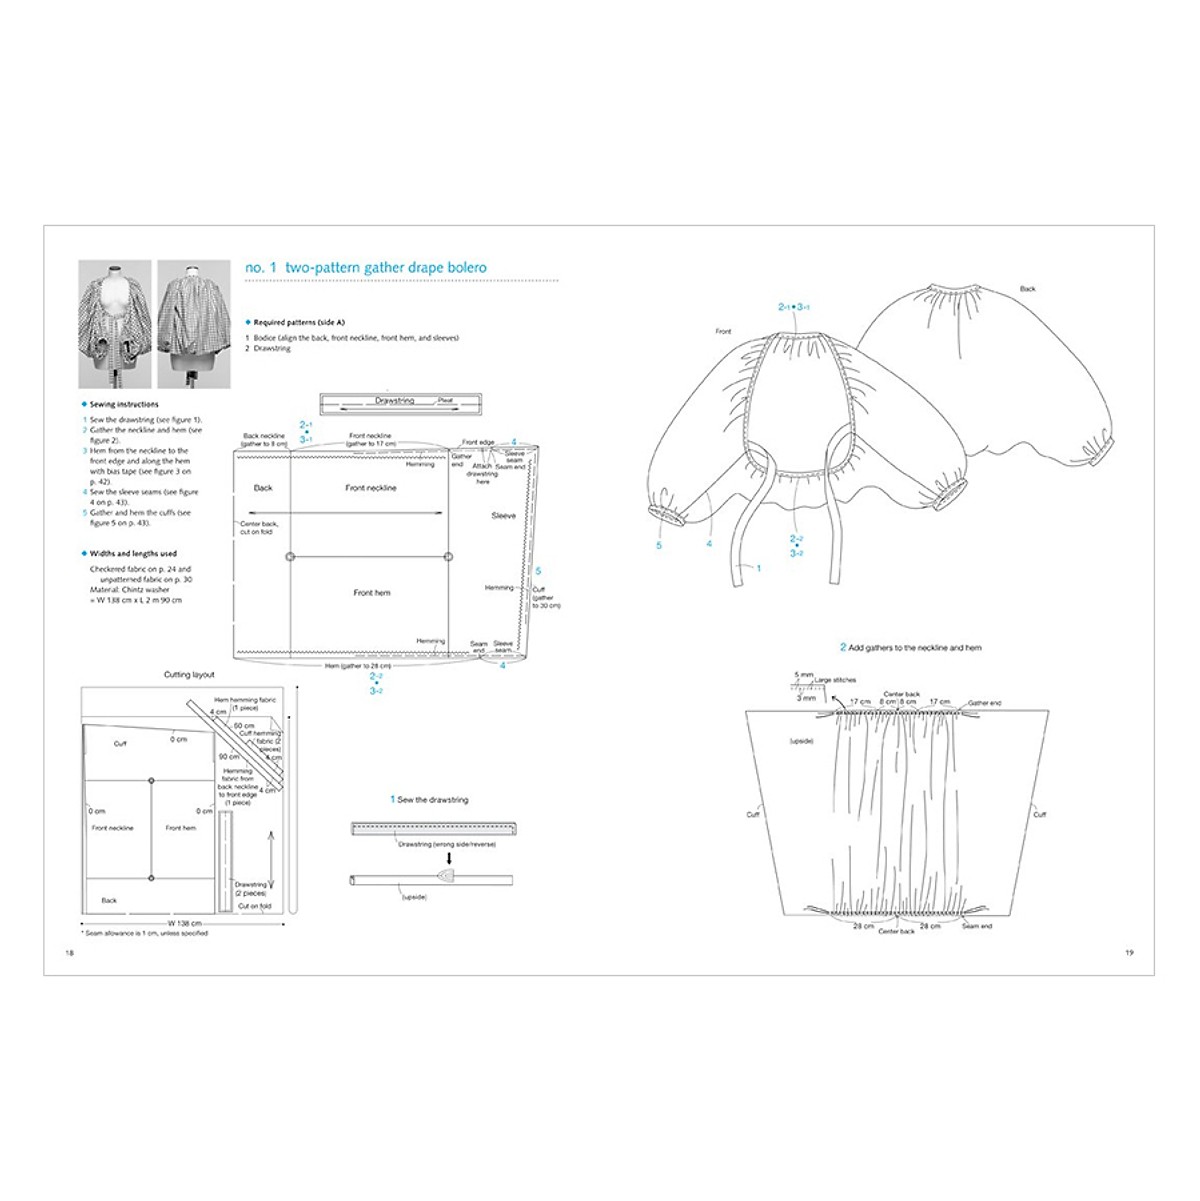 no. 1 two-pattern gather drape bolero
◆ Required patterns (side A)
1 Bodice (align the back, front neckline, front hem, and sleeves)
2 Drawstring
◆ Sewing instructions
1 Sew the drawstring (see figure 1).
2 Gather the neckline and hem (see
figure 2).
3 Hem from the neckline to the
front edge and along the hem
with bias tape (see figure 3 on
p. 42).
4 Sew the sleeve seams (see figure
4 on p. 43).
5 Gather and hem the cuffs (see
figure 5 on p. 43).
◆ Widths and lengths used
Checkered fabric on p. 24 and
unpatterned fabric on p. 30
Material: Chintz washer
= W 138 cm x L 2 m 90 cm
Drawstring
Pleat
2-1
3-1
Back neckline
(gather to 8 cm)
Front neckline
(gather to 17 cm)
Front edge
4
Hemming
Gather
end
Attach
drawstring
here
Sleeve
seam
Seam end
Back
Front neckline
Sleeve
Center back,
cut on fold
5
Front hem
Hemming
Cuff
(gather
to 30 cm)
Hemming
Seam
end
Sleeve
seam
Hem (gather to 28 cm)
4
2-2
3-2
Cutting layout
Hem hemming fabric
(1 piece)
4 cm
60 cm
Cuff hemming
fabric (2
pieces)
4 cm
0 cm
Cuff
90 cm
Hemming
fabric from
back neckline
to front edge
(1 piece)
4 cm
0 cm
0 cm
Front neckline
Front hem
Drawstring
(2 pieces)
Back
Cut on fold
W 138 cm
* Seam allowance is 1 cm, unless specified
18
1 Sew the drawstring
Drawstring (wrong side/reverse)
(upside)
Back
2-1 • 3-1
Front
5
4
2-2
3-2
1
2 Add gathers to the neckline and hem
5 mm
Large stitches
3 mm
Center back
17 cm
8 cm
8 cm
17 cm
Gather end
(upside)
Cuff
Cuff
28 cm
Center back
28 cm
Seam end
19